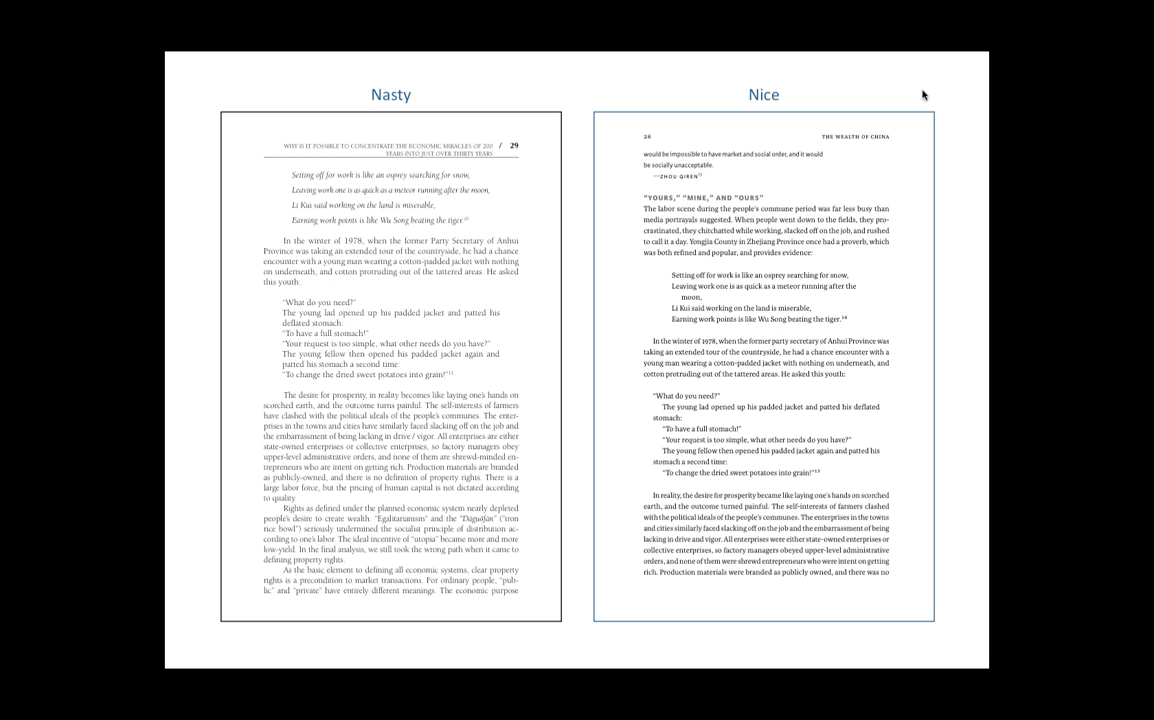 Nasty
WHY IS IT POSSIBLE TO CONCENTRATE THE ECONOMIC MIRACLES OF 200 / 29
YEARS INTO JUST OVER THIRTY YEARS
Setting off for work is like an osprey searching for snow,
Leaving work one is as quick as a meteor running after the moon,
Li Kui said working on the land is miserable,
Earning work points is like Wu Song beating the tiger.
In the winter of 1978, when the former Party Secretary of Anhui
Province was taking an extended tour of the countryside, he had a chance
encounter with a young man wearing a cotton-padded jacket with nothing
on underneath, and cotton protruding out of the tattered areas. He asked
this youth:
"What do you need?"
The young lad opened up his padded jacket and patted his
deflated stomach:
"To have a full stomach!"
"Your request is too simple, what other needs do you have?"
The young fellow then opened his padded jacket again and
patted his stomach a second time:
"To change the dried sweet potatoes into grain!"¹¹
The desire for prosperity, in reality becomes like laying one's hands on
scorched earth, and the outcome turns painful. The self-interests of farmers
have clashed with the political ideals of the people's communes. The enter-
prises in the towns and cities have similarly faced slacking off on the job and
the embarrassment of being lacking in drive / vigor. All enterprises are either
state-owned enterprises or collective enterprises, so factory managers obey
upper-level administrative orders, and none of them are shrewd-minded en-
trepreneurs who are intent on getting rich. Production materials are branded
as publicly-owned, and there is no definition of property rights. There is a
large labor force, but the pricing of human capital is not dictated according
to quality.
Rights as defined under the planned economic system nearly depleted
people's desire to create wealth. "Egalitarianism" and the "Dàguōfàn" ("iron
rice bowl") seriously undermined the socialist principle of distribution ac-
cording to one's labor. The ideal incentive of "utopia" became more and more
low-yield. In the final analysis, we still took the wrong path when it came to
defining property rights.
As the basic element to defining all economic systems, clear property
rights is a precondition to market transactions. For ordinary people, "pub-
lic" and "private" have entirely different meanings. The economic purpose
Nice
28 THE WEALTH OF CHINA
would be impossible to have market and social order, and it would
be socially unacceptable.
—ZHOU QIREN¹³
"YOURS," "MINE," AND "OURS"
The labor scene during the people's commune period was far less busy than
media portrayals suggested. When people went down to the fields, they pro-
crastinated, they chitchatted while working, slacked off on the job, and rushed
to call it a day. Yongjia County in Zhejiang Province once had a proverb, which
was both refined and popular, and provides evidence:
Setting off for work is like an osprey searching for snow,
Leaving work one is as quick as a meteor running after the
moon,
Li Kui said working on the land is miserable,
Earning work points is like Wu Song beating the tiger.¹⁴
In the winter of 1978, when the former party secretary of Anhui Province was
taking an extended tour of the countryside, he had a chance encounter with a
young man wearing a cotton-padded jacket with nothing on underneath, and
cotton protruding out of the tattered areas. He asked this youth:
"What do you need?"
The young lad opened up his padded jacket and patted his deflated
stomach:
"To have a full stomach!"
"Your request is too simple, what other needs do you have?"
The young fellow then opened his padded jacket again and patted his
stomach a second time:
"To change the dried sweet potatoes into grain!"¹⁵
In reality, the desire for prosperity became like laying one's hands on scorched
earth, and the outcome turned painful. The self-interests of farmers clashed
with the political ideals of the people's communes. The enterprises in the towns
and cities similarly faced slacking off on the job and the embarrassment of being
lacking in drive and vigor. All enterprises were either state-owned enterprises or
collective enterprises, so factory managers obeyed upper-level administrative
orders, and none of them were shrewd entrepreneurs who were intent on getting
rich. Production materials were branded as publicly owned, and there was no